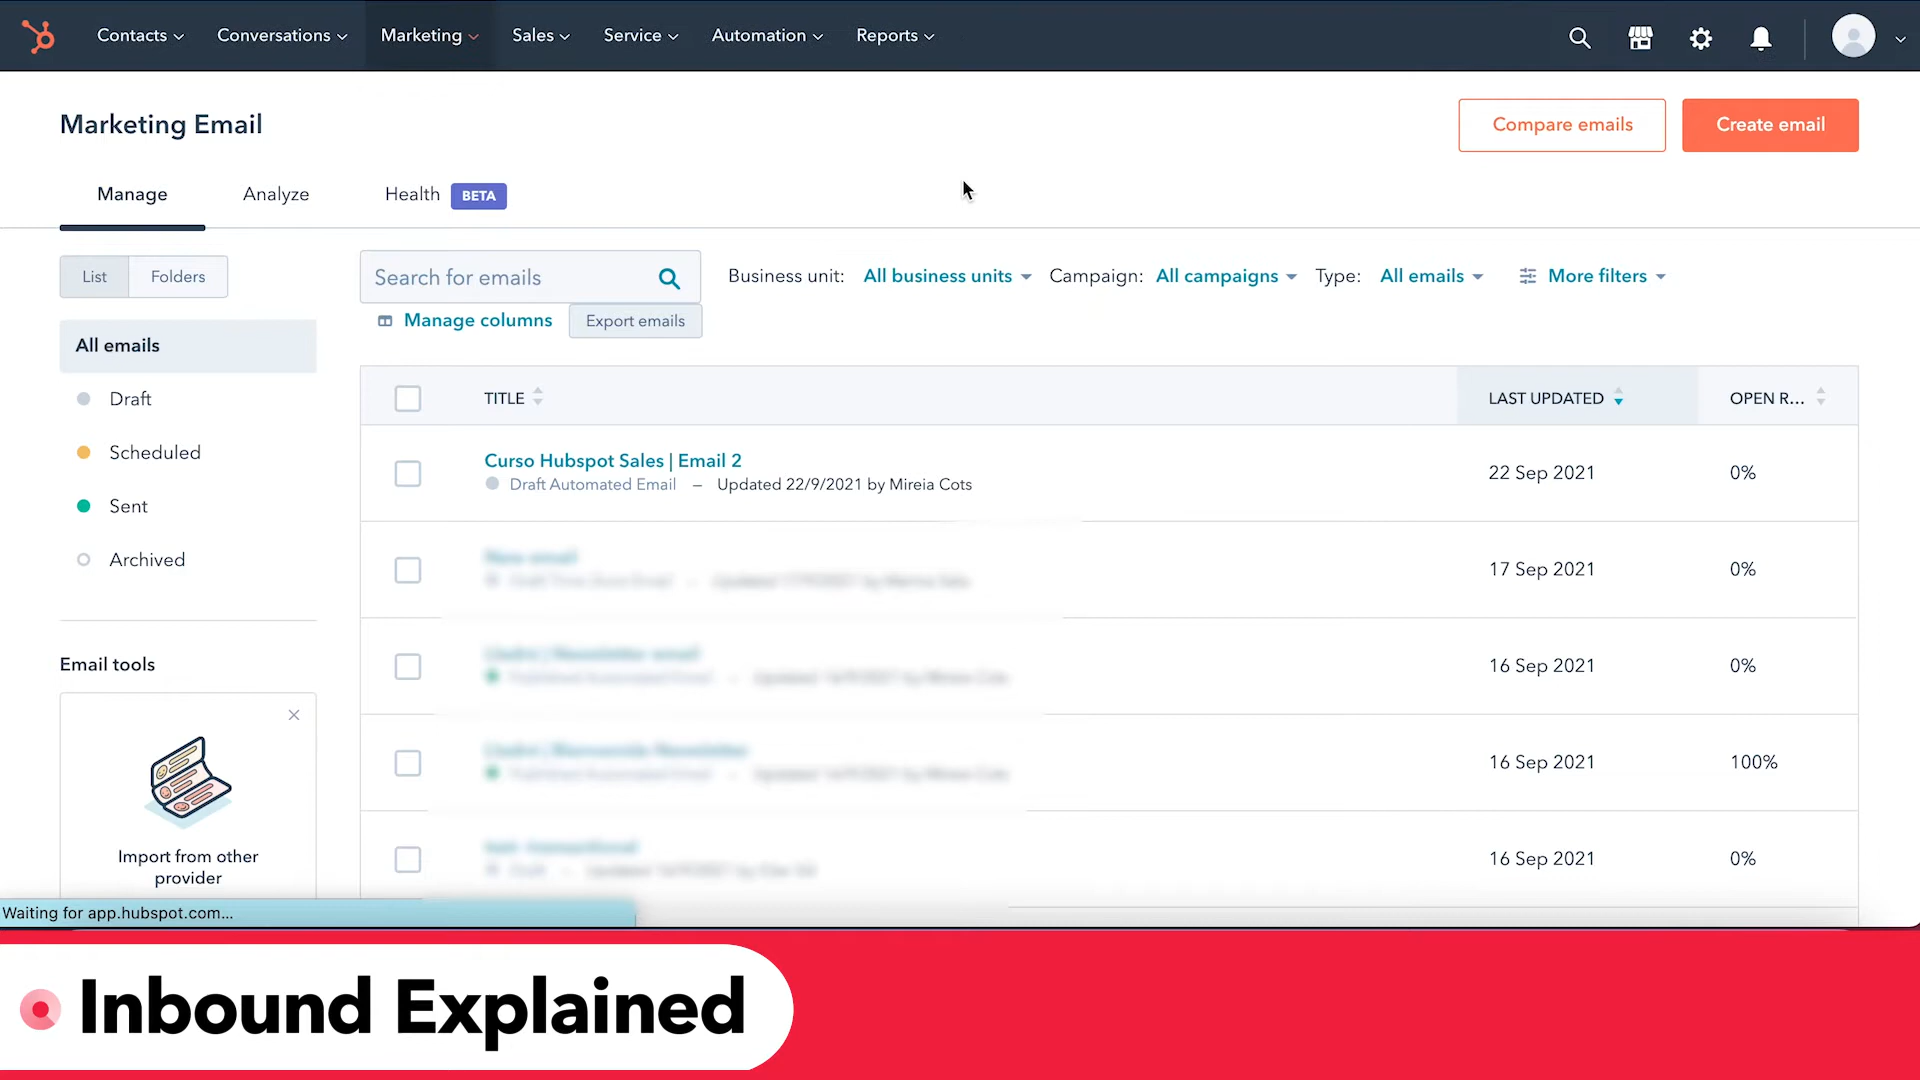 Contacts Conversations Marketing Sales Service Automation Reports
Marketing Email
Compare emails
Create email
Manage Analyze Health BETA
List Folders
Search for emails
Business unit: All business units Campaign: All campaigns Type: All emails More filters
Manage columns Export emails
All emails
Draft
Scheduled
Sent
Archived
TITLE LAST UPDATED OPEN R...
Curso Hubspot Sales | Email 2
Draft Automated Email – Updated 22/9/2021 by Mireia Cots
22 Sep 2021 0%
17 Sep 2021 0%
16 Sep 2021 0%
16 Sep 2021 100%
16 Sep 2021 0%
Email tools
Import from other
provider
Waiting for app.hubspot.com...
Inbound Explained